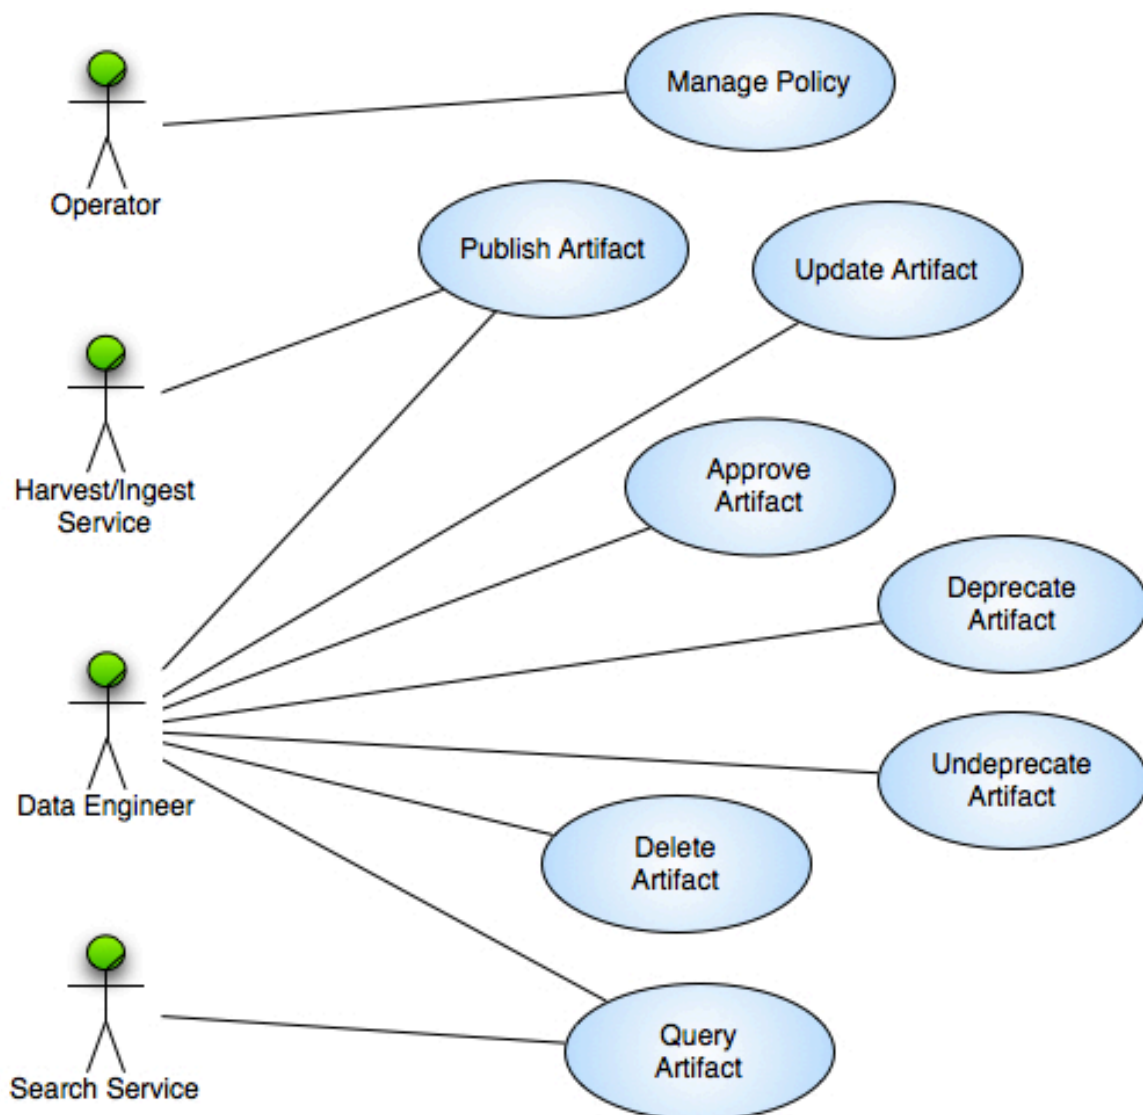 Manage Policy
Operator
Publish Artifact
Update Artifact
Harvest/Ingest
Service
Approve
Artifact
Deprecate
Artifact
Data Engineer
Undeprecate
Artifact
Delete
Artifact
Search Service
Query
Artifact